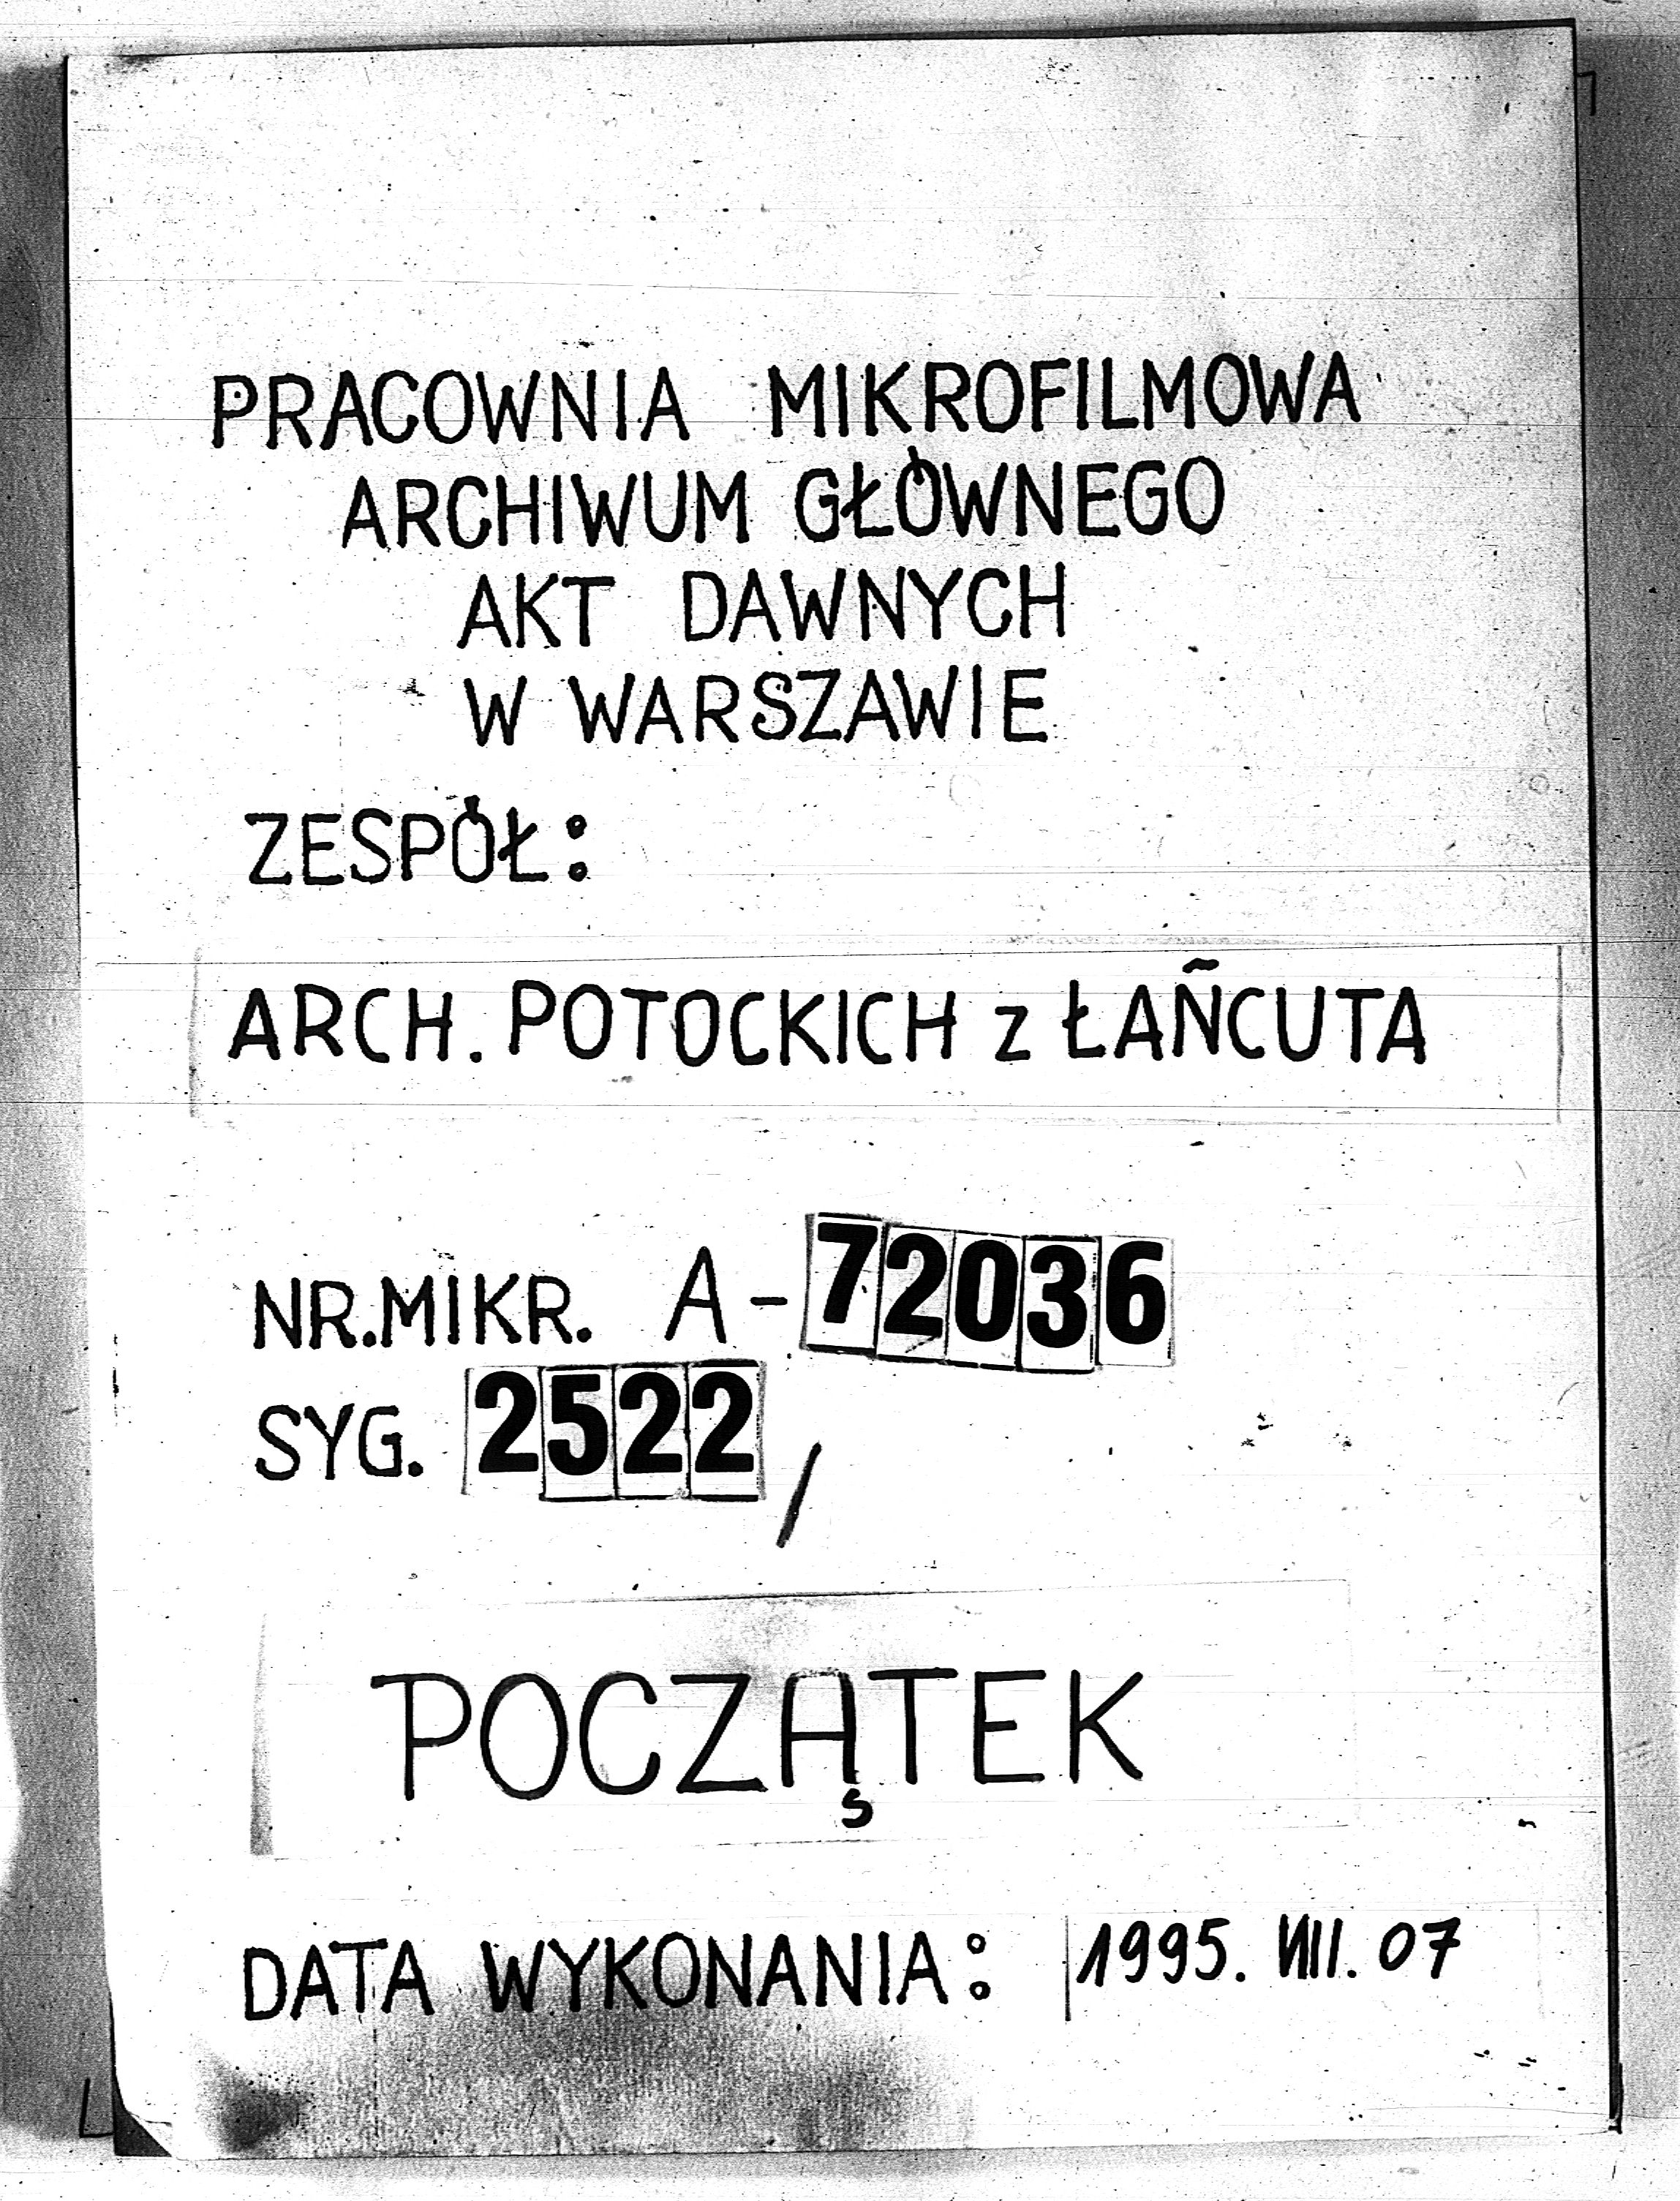 PRACOWNIA MIKROFILMOWA
ARCHIWUM GŁÓWNEGO
AKT DAWNYCH
W WARSZAWIE
ZESPÓŁ:
ARCH. POTOCKICH z ŁAŃCUTA
NR.MIKR. A-72036
SYG. 2522/
POCZĄTEK
DATA WYKONANIA: 1995. VIII. 07